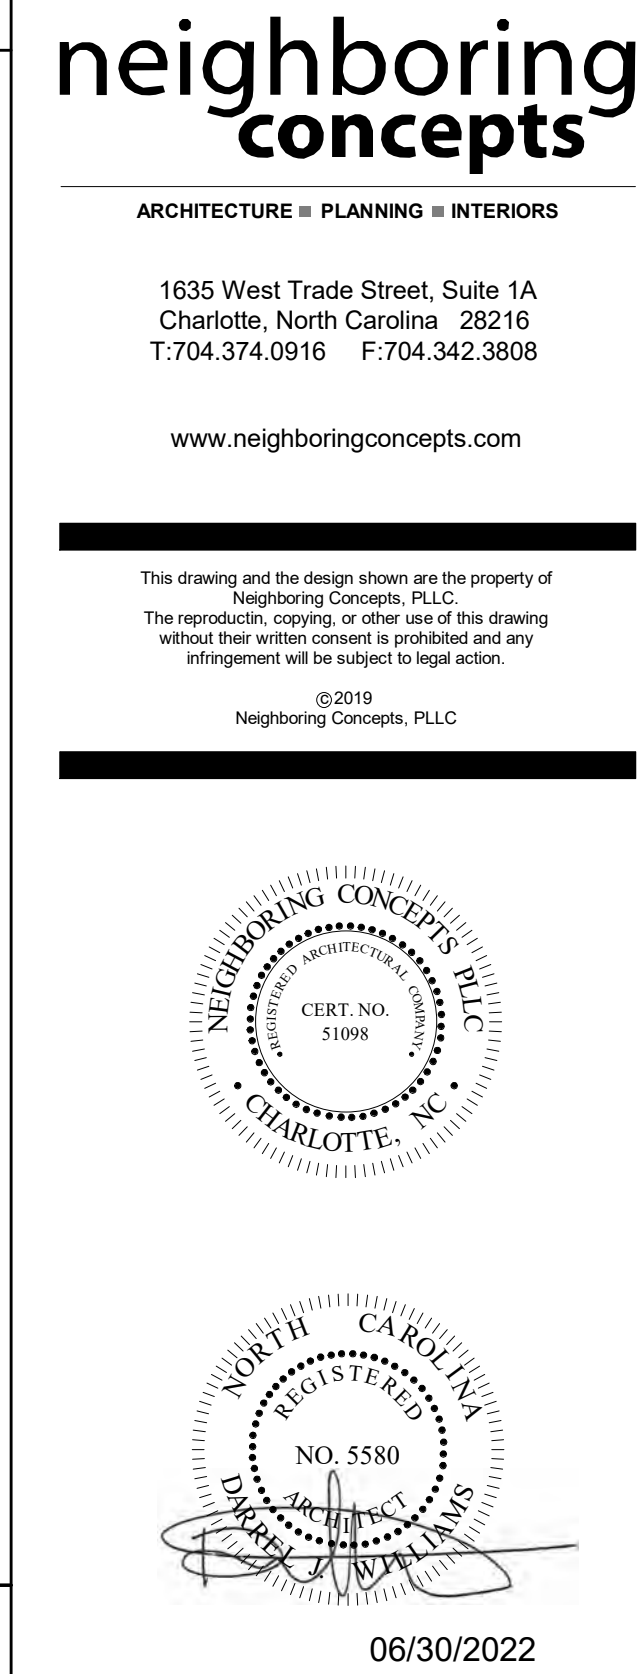 neighboring
concepts
ARCHITECTURE ■ PLANNING ■ INTERIORS
1635 West Trade Street, Suite 1A
Charlotte, North Carolina 28216
T:704.374.0916 F:704.342.3808
www.neighboringconcepts.com
This drawing and the design shown are the property of
Neighboring Concepts, PLLC.
The reproductin, copying, or other use of this drawing
without their written consent is prohibited and any
infringement will be subject to legal action.
©2019
Neighboring Concepts, PLLC
NEIGHBORING CONCEPTS PLLC
REGISTERED ARCHITECTURAL COMPANY
CERT. NO.
51098
• CHARLOTTE, NC •
NORTH CAROLINA
REGISTERED
NO. 5580
ARCHITECT
DARREL J. WILLIAMS
06/30/2022